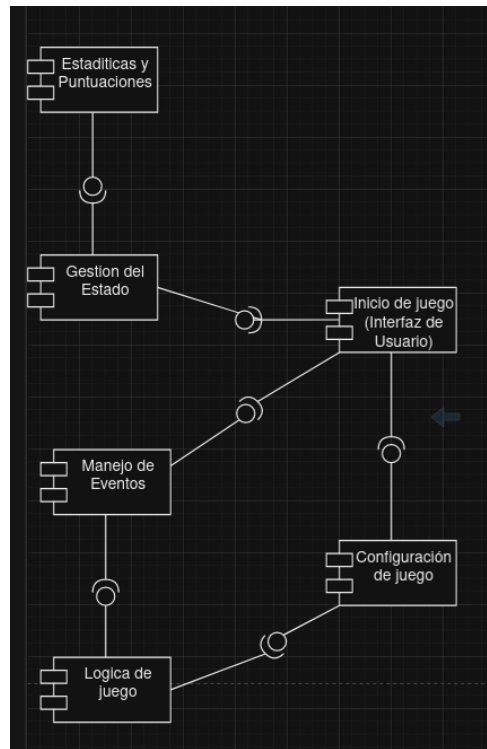 Estaditicas y
Puntuaciones
Gestion del
Estado
Inicio de juego
(Interfaz de
Usuario)
Manejo de
Eventos
Configuración
de juego
Logica de
juego